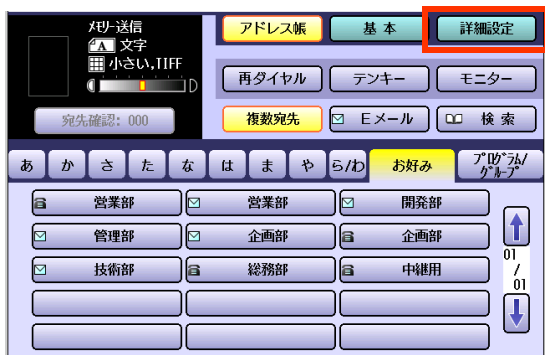 ﾒﾓﾘｰ送信
A 文字
小さい,TIFF
D
宛先確認: 000
アドレス帳 基本 詳細設定
再ダイヤル テンキー モニター
複数宛先 Eメール 検索
あ か さ た な は ま や ら/わ お好み ﾌﾟﾛｸﾞﾗﾑ/
ｸﾞﾙｰﾌﾟ
営業部 営業部 開発部
管理部 企画部 企画部
技術部 総務部 中継用
01
/
01